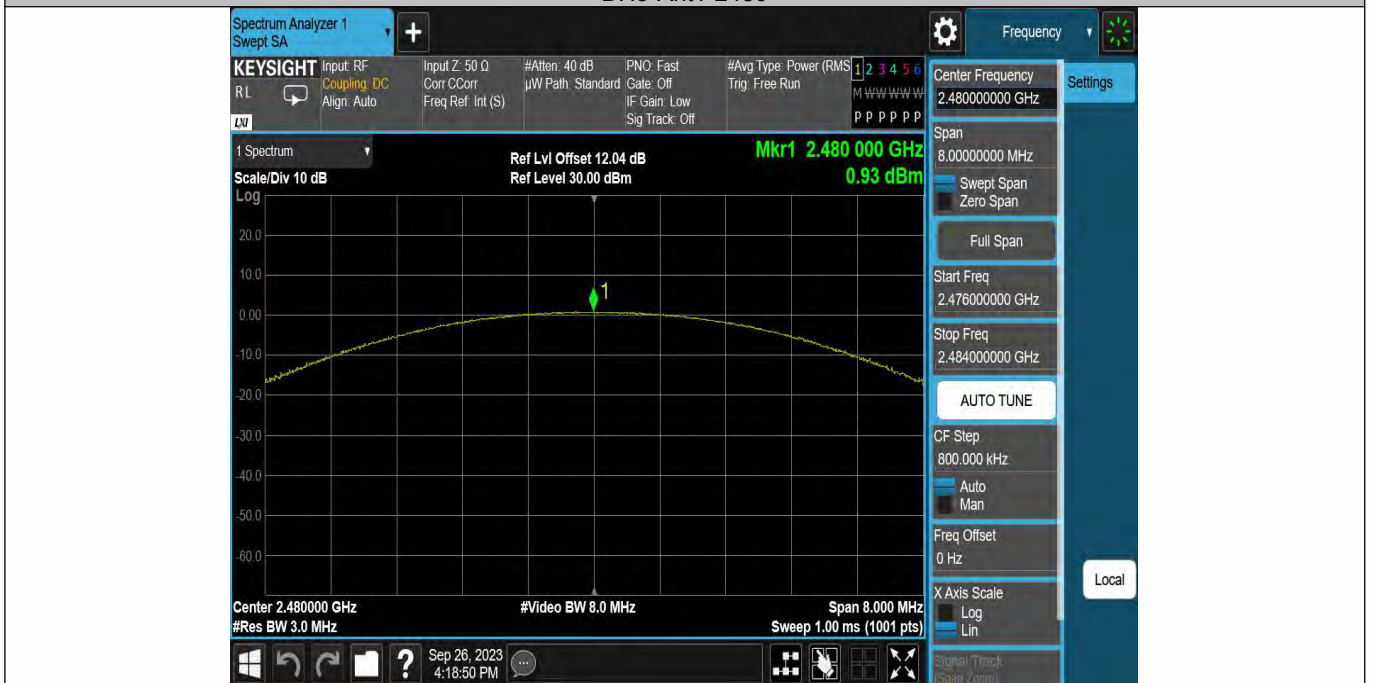 Spectrum Analyzer 1
Swept SA
Frequency
KEYSIGHT
RL
LXI
Input: RF
Coupling: DC
Align: Auto
Input Z: 50 Ω
Corr CCorr
Freq Ref: Int (S)
#Atten: 40 dB
µW Path: Standard
PNO: Fast
Gate: Off
IF Gain: Low
Sig Track: Off
#Avg Type: Power (RMS
Trig: Free Run
1 2 3 4 5 6
M W W W W W
P P P P P P
1 Spectrum
Scale/Div 10 dB
Log
Ref Lvl Offset 12.04 dB
Ref Level 30.00 dBm
Mkr1 2.480 000 GHz
0.93 dBm
20.0
10.0
0.00
-10.0
-20.0
-30.0
-40.0
-50.0
-60.0
1
Center 2.480000 GHz
#Res BW 3.0 MHz
#Video BW 8.0 MHz
Span 8.000 MHz
Sweep 1.00 ms (1001 pts)
?
Sep 26, 2023
4:18:50 PM
Center Frequency
2.480000000 GHz
Settings
Span
8.00000000 MHz
Swept Span
Zero Span
Full Span
Start Freq
2.476000000 GHz
Stop Freq
2.484000000 GHz
AUTO TUNE
CF Step
800.000 kHz
Auto
Man
Freq Offset
0 Hz
X Axis Scale
Log
Lin
Local
Signal Track
(Span Zoom)